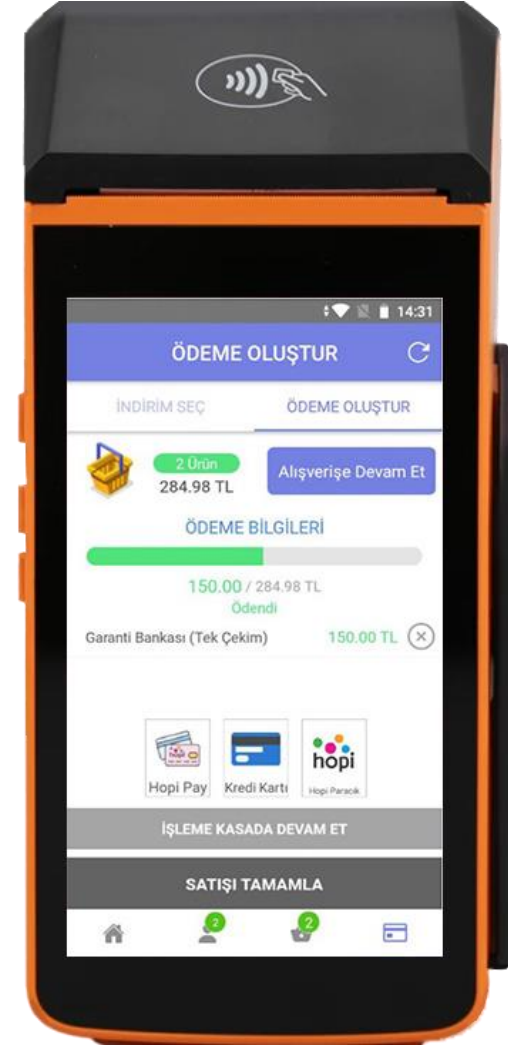 14:31
ÖDEME OLUŞTUR
İNDİRİM SEÇ ÖDEME OLUŞTUR
2 Ürün
284.98 TL
Alışverişe Devam Et
ÖDEME BİLGİLERİ
150.00 / 284.98 TL
Ödendi
Garanti Bankası (Tek Çekim) 150.00 TL
hopi
hopi
Hopi Pay Kredi Kartı Hopi Paracık
İŞLEME KASADA DEVAM ET
SATIŞI TAMAMLA
2 2